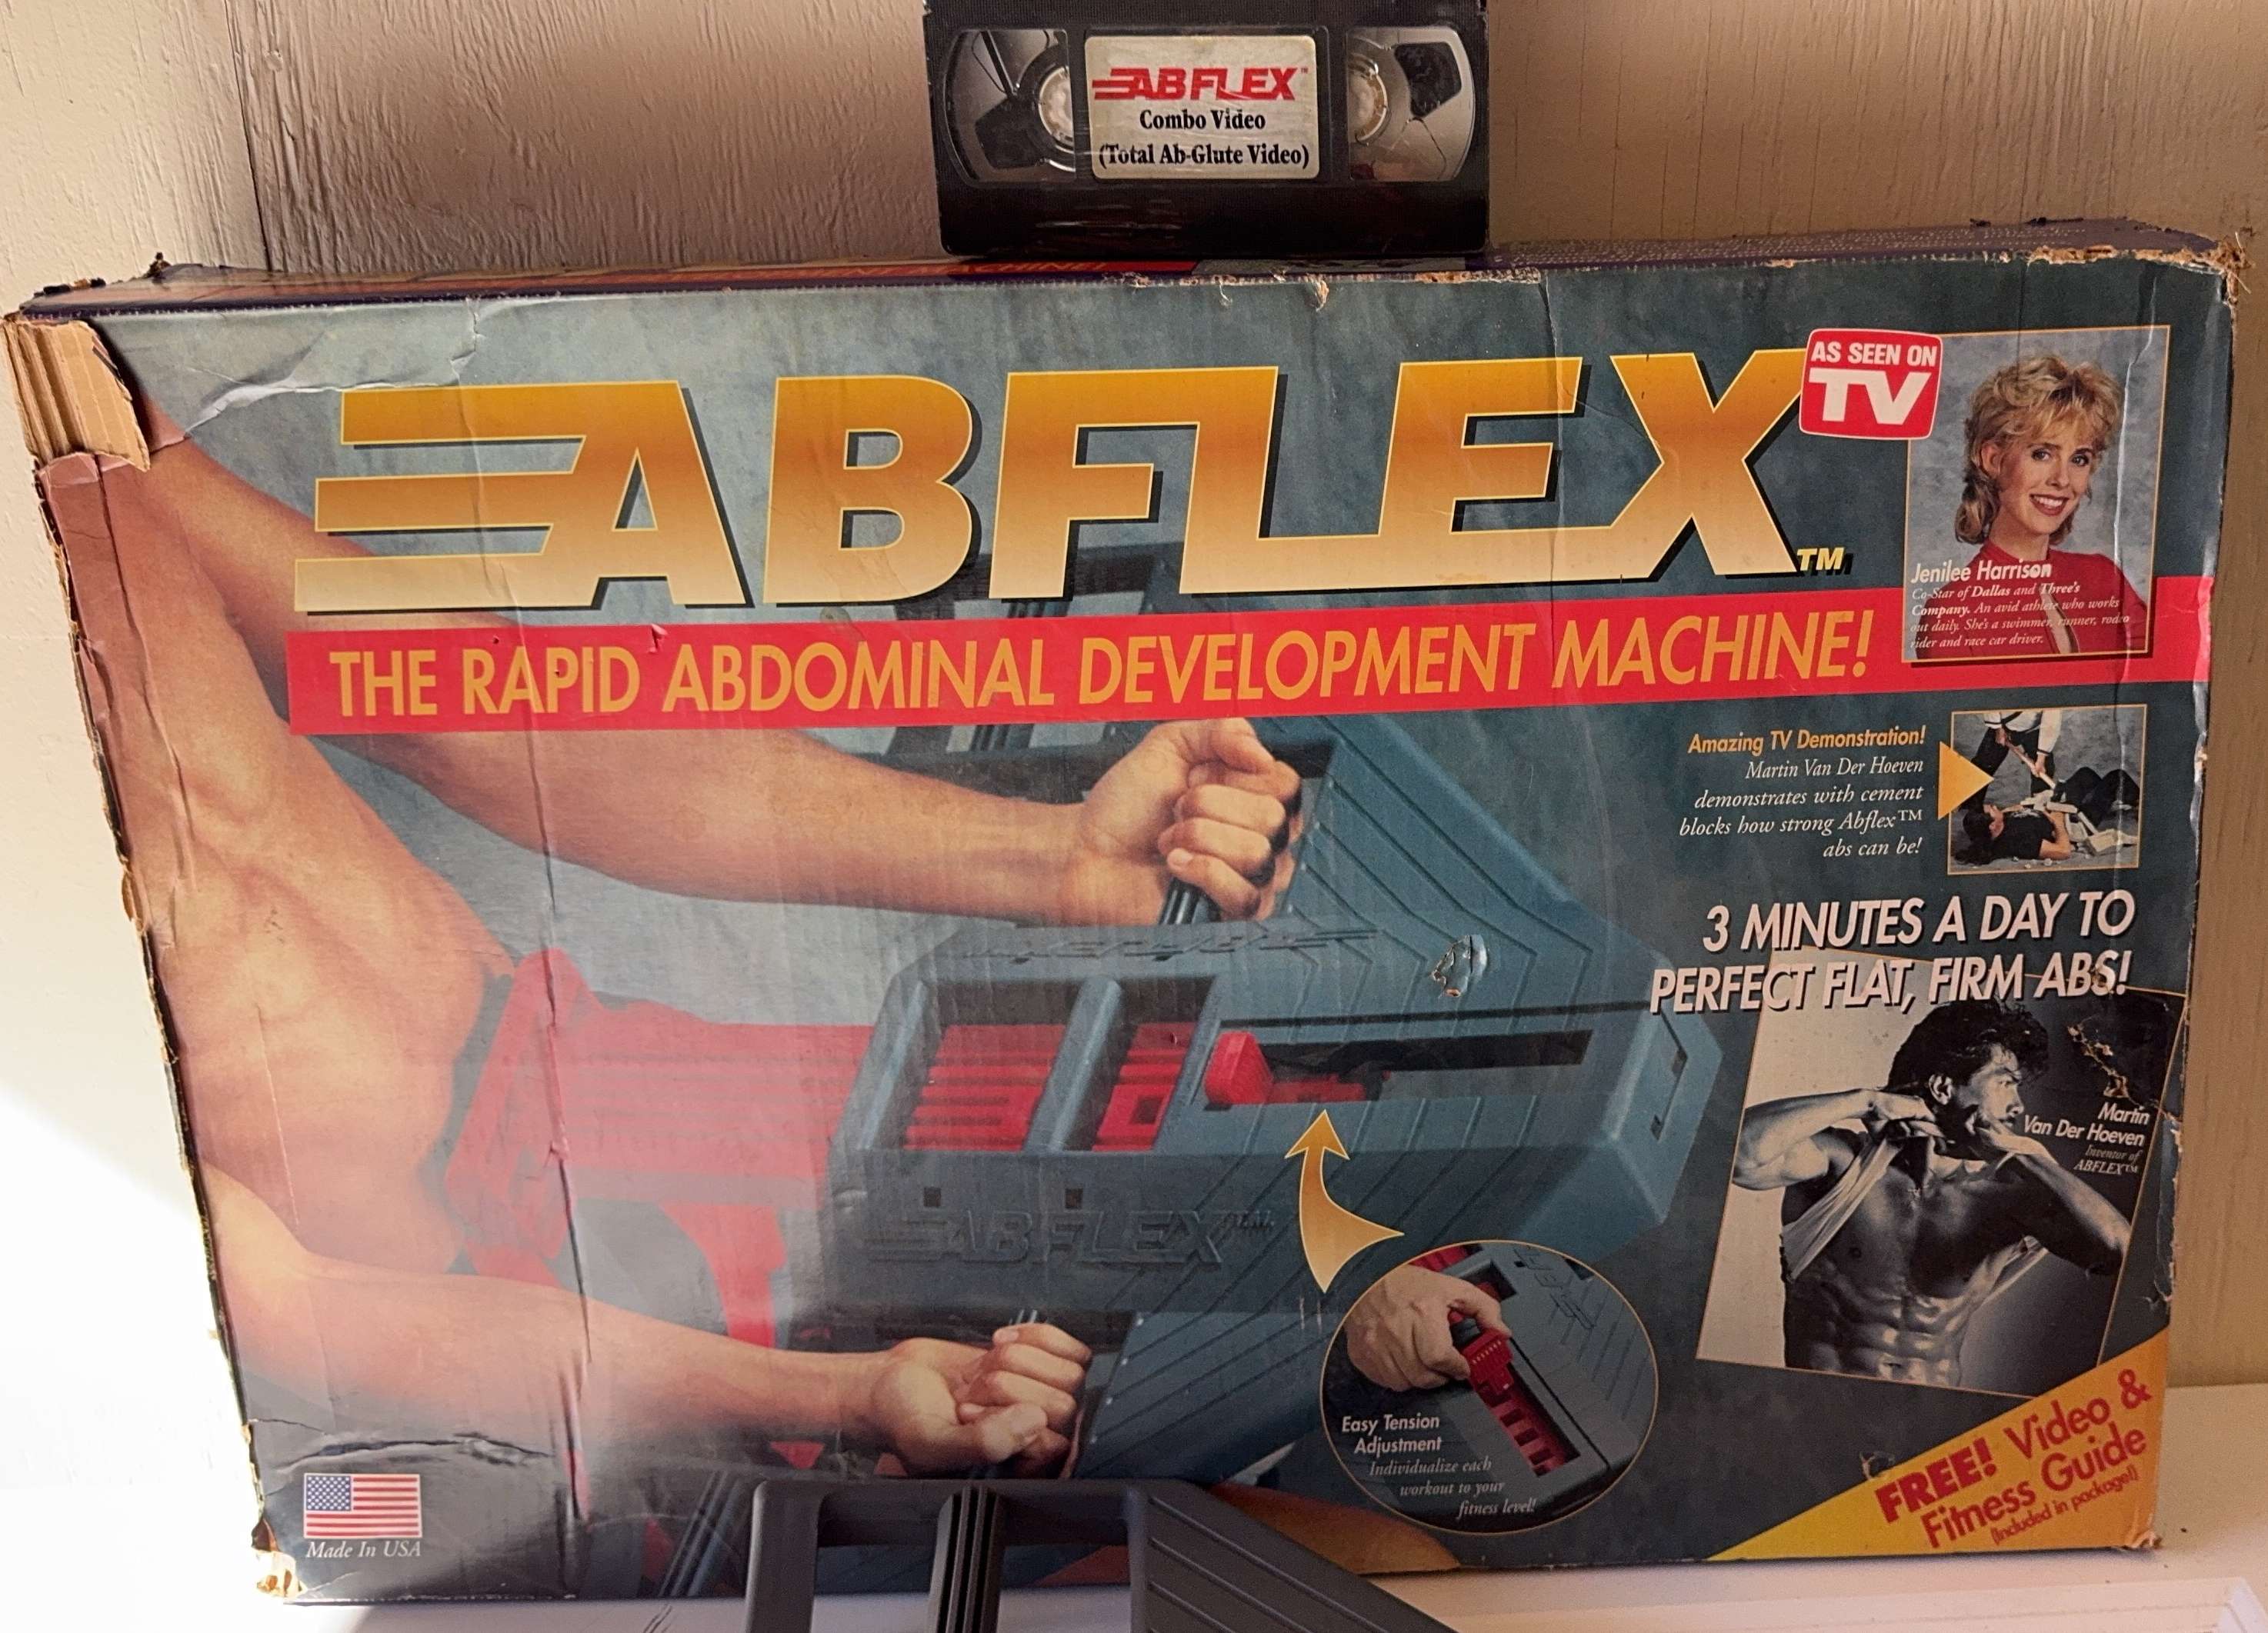 ABFLEX™
Combo Video
(Total Ab-Glute Video)
ABFLEX™
AS SEEN ON
TV
THE RAPID ABDOMINAL DEVELOPMENT MACHINE!
Jenilee Harrison
Co-Star of Dallas and Three's
Company. An avid athlete who works
out daily. She's a swimmer, runner, rodeo
rider and race car driver.
Amazing TV Demonstration!
Martin Van Der Hoeven
demonstrates with cement
blocks how strong Abflex™
abs can be!
3 MINUTES A DAY TO
PERFECT FLAT, FIRM ABS!
Martin
Van Der Hoeven
Inventor of
ABFLEX™
ABFLEX™
Easy Tension
Adjustment
Individualize each
workout to your
fitness level!
FREE! Video &
Fitness Guide
(Included in package!)
Made In USA